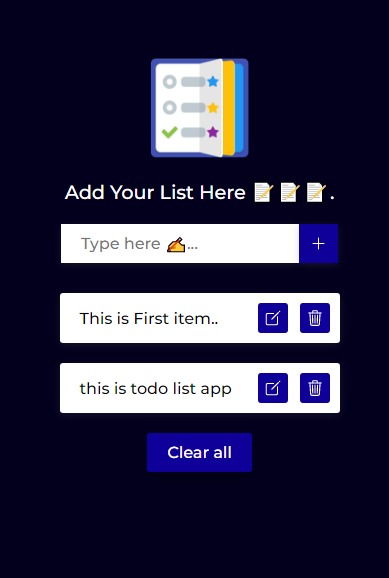 Add Your List Here 📝 📝 📝 .
Type here ✍️...
This is First item..
this is todo list app
Clear all